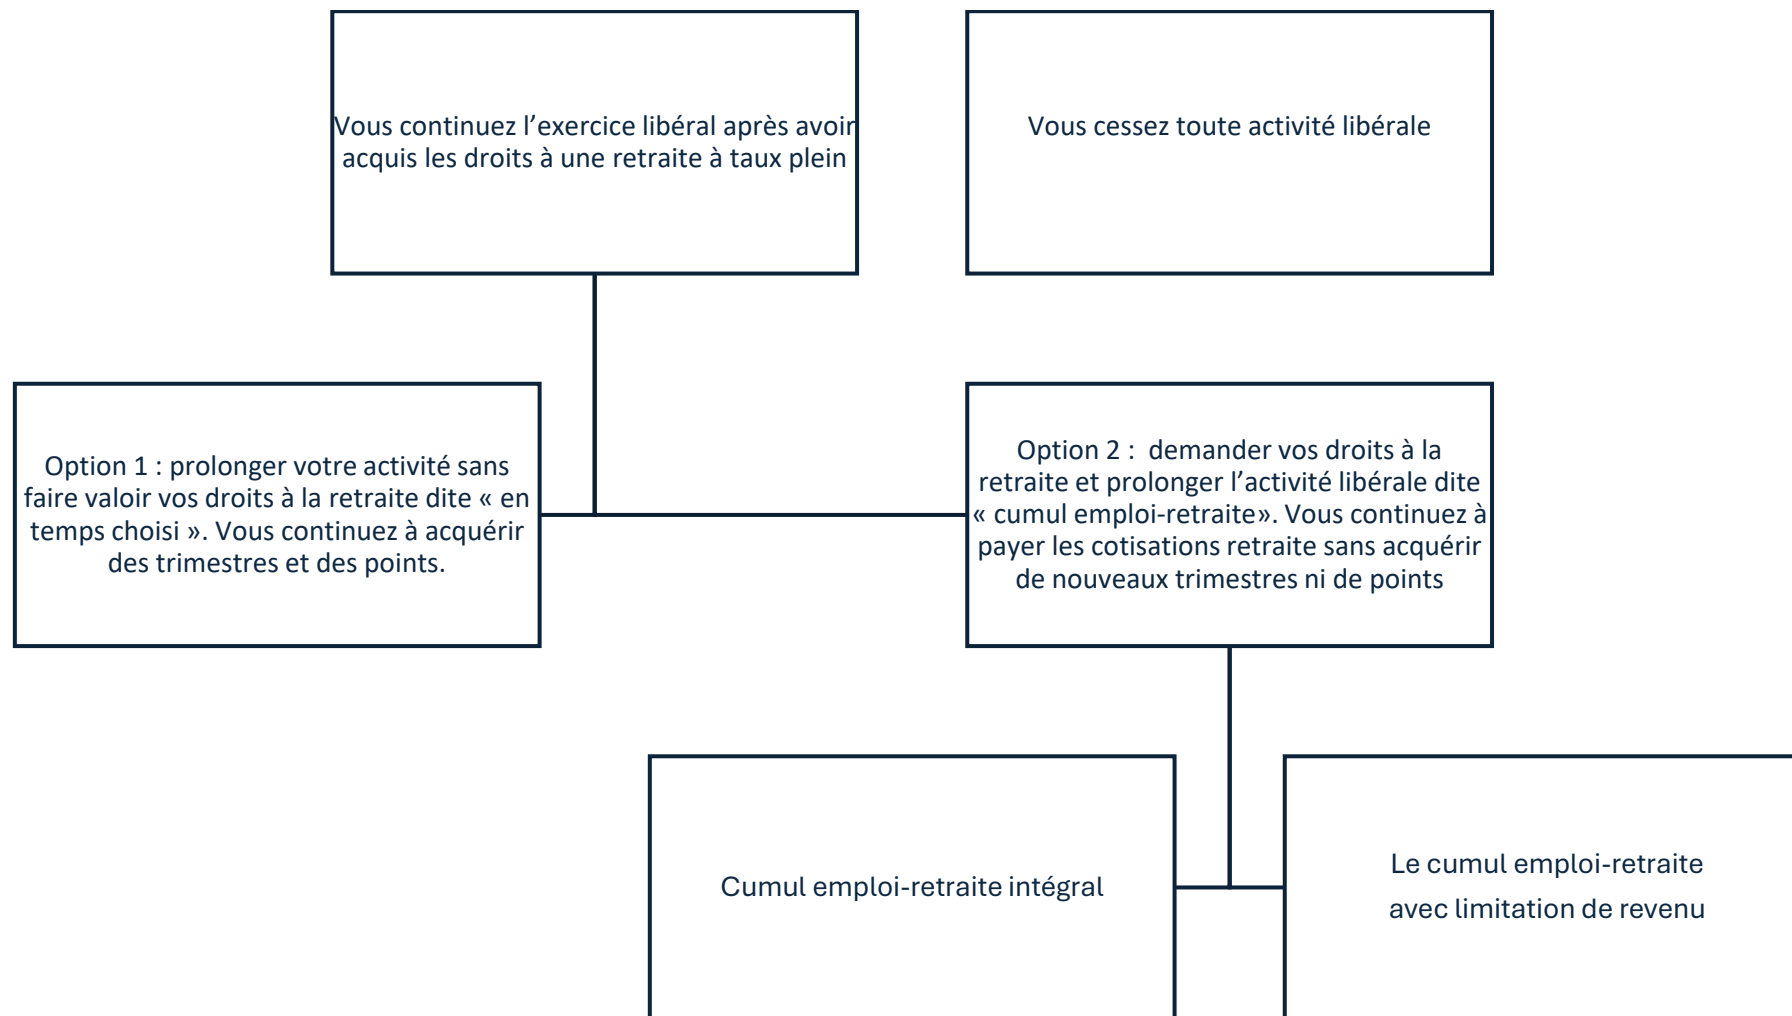 Vous continuez l’exercice libéral après avoir
acquis les droits à une retraite à taux plein
Vous cessez toute activité libérale
Option 1 : prolonger votre activité sans
faire valoir vos droits à la retraite dite « en
temps choisi ». Vous continuez à acquérir
des trimestres et des points.
Option 2 :  demander vos droits à la
retraite et prolonger l’activité libérale dite
« cumul emploi-retraite». Vous continuez à
payer les cotisations retraite sans acquérir
de nouveaux trimestres ni de points
Cumul emploi-retraite intégral
Le cumul emploi-retraite
avec limitation de revenu